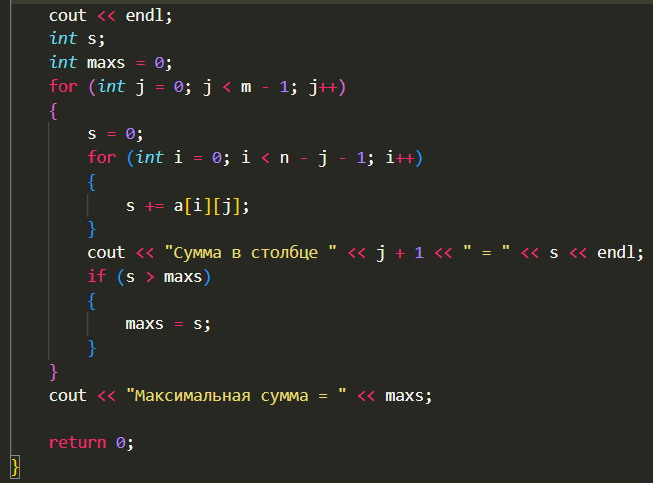 cout << endl;
int s;
int maxs = 0;
for (int j = 0; j < m - 1; j++)
{
s = 0;
for (int i = 0; i < n - j - 1; i++)
{
s += a[i][j];
}
cout << "Сумма в столбце " << j + 1 << " = " << s << endl;
if (s > maxs)
{
maxs = s;
}
}
cout << "Максимальная сумма = " << maxs;
return 0;
}